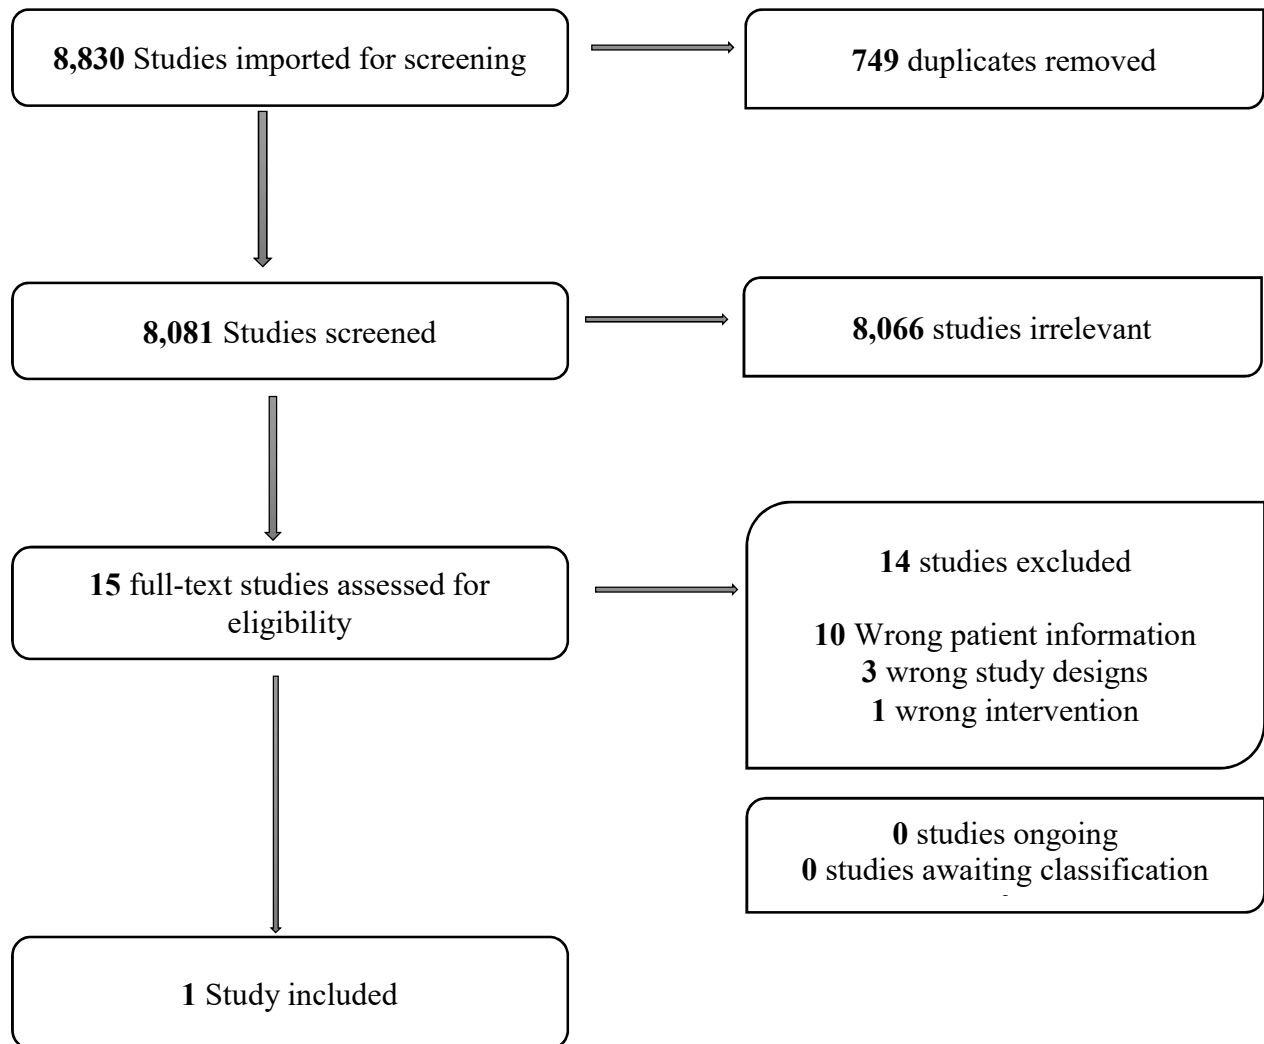 8,830 Studies imported for screening
749 duplicates removed
8,081 Studies screened
8,066 studies irrelevant
15 full-text studies assessed for
eligibility
14 studies excluded
10 Wrong patient information
3 wrong study designs
1 wrong intervention
0 studies ongoing
0 studies awaiting classification
1 Study included